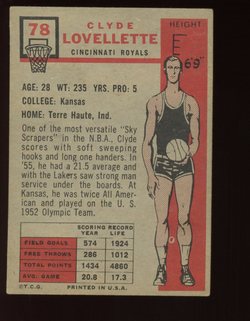 78
CLYDE
LOVELLETTE
CINCINNATI ROYALS
HEIGHT
E
6'9"
AGE: 28 WT: 235 YRS. PRO: 5
COLLEGE: Kansas
HOME: Terre Haute, Ind.
One of the most versatile "Sky
Scrapers" in the N.B.A., Clyde
scores with soft sweeping
hooks and long one handers. In
'55, he had a 21.5 average and
with the Lakers saw strong man
service under the boards. At
Kansas, he was twice All Amer-
ican and played on the U. S.
1952 Olympic Team.
SCORING RECORD
YEAR LIFE
FIELD GOALS 574 1924
FREE THROWS 286 1012
TOTAL POINTS 1434 4860
AVE. GAME 20.8 17.3
©T.C.G. PRINTED IN U.S.A.